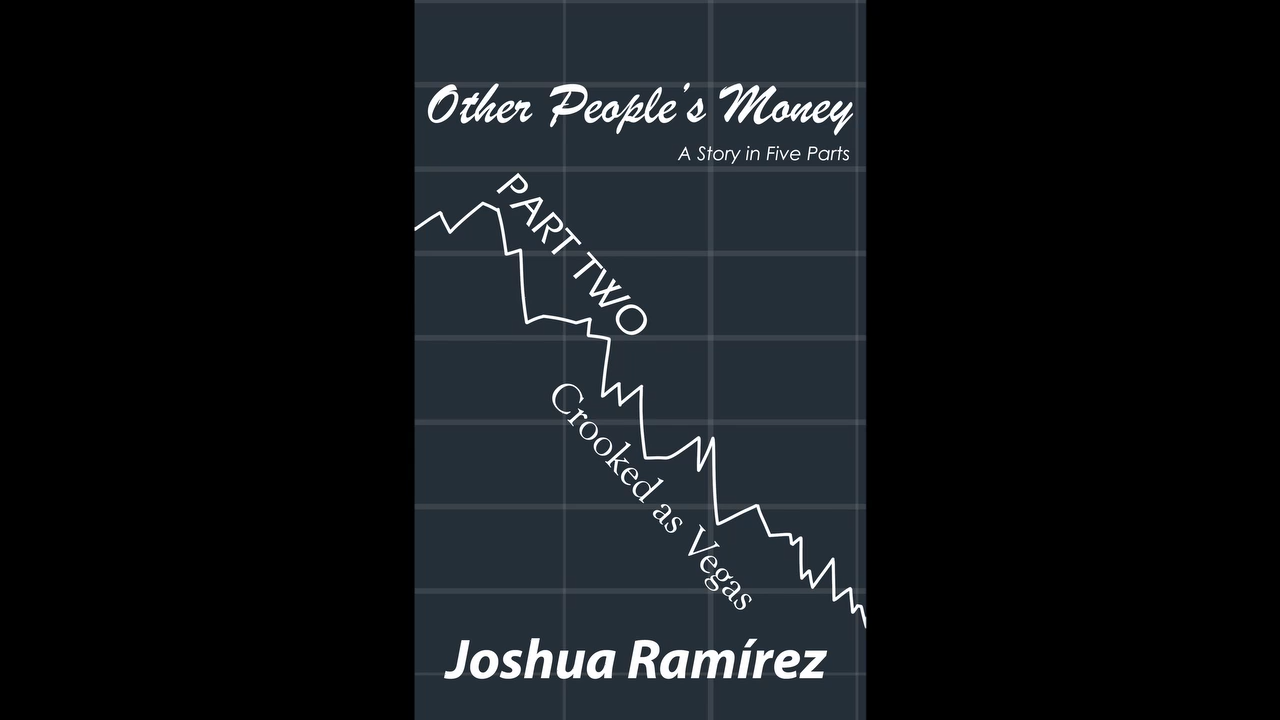 Other People's Money
A Story in Five Parts
PART TWO
Crooked as Vegas
Joshua Ramírez